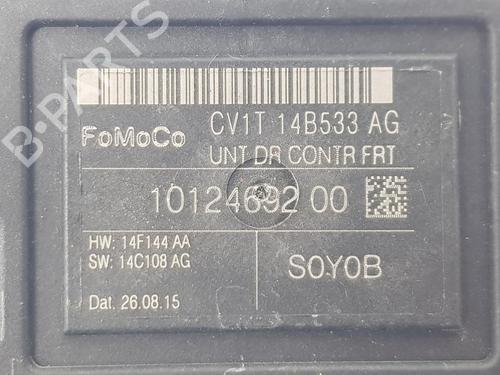 B-PARTS
FoMoCo
CV1T 14B533 AG
UNT DR CONTR FRT
10124692 00
HW: 14F144 AA
SW: 14C108 AG
S0Y0B
Dat. 26.08.15